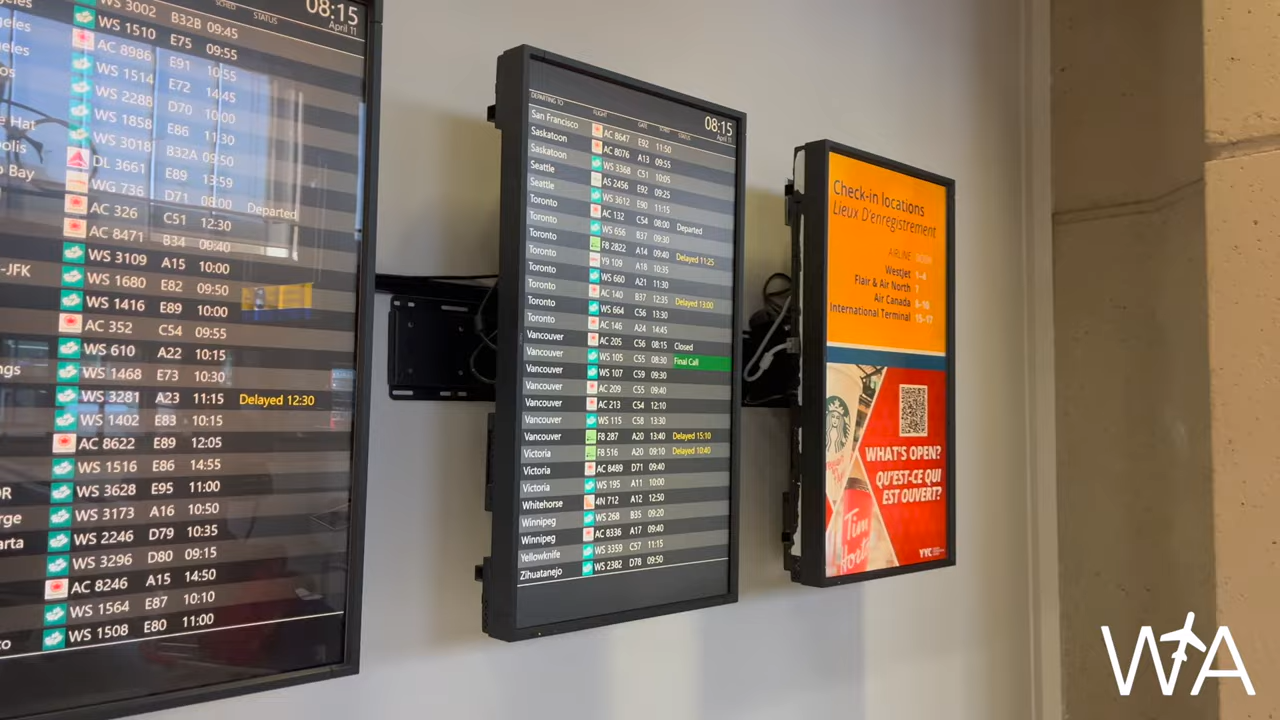 08:15
SCHED STATUS
April 11
WS 3002 B32B 09:45
WS 1510 E75 09:55
AC 8986 E91 10:55
WS 1514 E72 14:45
WS 2288 D70 10:00
WS 1858 E86 11:30
WS 3018 B32A 09:50
DL 3661 E89 13:59
WG 736 D71 08:00 Departed
AC 326 C51 12:30
AC 8471 B34 09:40
WS 3109 A15 10:00
-JFK WS 1680 E82 09:50
WS 1416 E89 10:00
AC 352 C54 09:55
WS 610 A22 10:15
WS 1468 E73 10:30
WS 3281 A23 11:15 Delayed 12:30
WS 1402 E83 10:15
AC 8622 E89 12:05
WS 1516 E86 14:55
WS 3628 E95 11:00
WS 3173 A16 10:50
WS 2246 D79 10:35
WS 3296 D80 09:15
AC 8246 A15 14:50
WS 1564 E87 10:10
WS 1508 E80 11:00
DEPARTING TO FLIGHT GATE SCHED STATUS 08:15
April 11
San Francisco AC 8647 E92 11:50
Saskatoon AC 8076 A13 09:55
Saskatoon WS 3368 C51 10:05
Seattle AS 2456 E92 09:25
Seattle WS 3612 E90 11:15
Toronto AC 132 C54 08:00 Departed
Toronto WS 656 B37 09:30
Toronto F8 2822 A14 09:40 Delayed 11:25
Toronto Y9 109 A18 10:35
Toronto WS 660 A21 11:30
Toronto AC 140 B37 12:35 Delayed 13:00
Toronto WS 664 C56 13:30
Toronto AC 146 A24 14:45
Vancouver AC 205 C56 08:15 Closed
Vancouver WS 105 C55 08:30 Final Call
Vancouver WS 107 C59 09:30
Vancouver AC 209 C55 09:40
Vancouver AC 213 C54 12:10
Vancouver WS 115 C58 13:30
Vancouver F8 287 A20 13:40 Delayed 15:10
Victoria F8 516 A20 09:10 Delayed 10:40
Victoria AC 8489 D71 09:40
Victoria WS 195 A11 10:00
Whitehorse 4N 712 A12 12:50
Winnipeg WS 268 B35 09:20
Winnipeg AC 8336 A17 09:40
Yellowknife WS 3359 C57 11:15
Zihuatanejo WS 2382 D78 09:50
Check-in locations
Lieux D'enregistrement
AIRLINE DOOR
WestJet 1–4
Flair & Air North 7
Air Canada 8–10
International Terminal 15–17
WHAT'S OPEN?
QU'EST-CE QUI
EST OUVERT?
Tim
Horto
YYC
WA